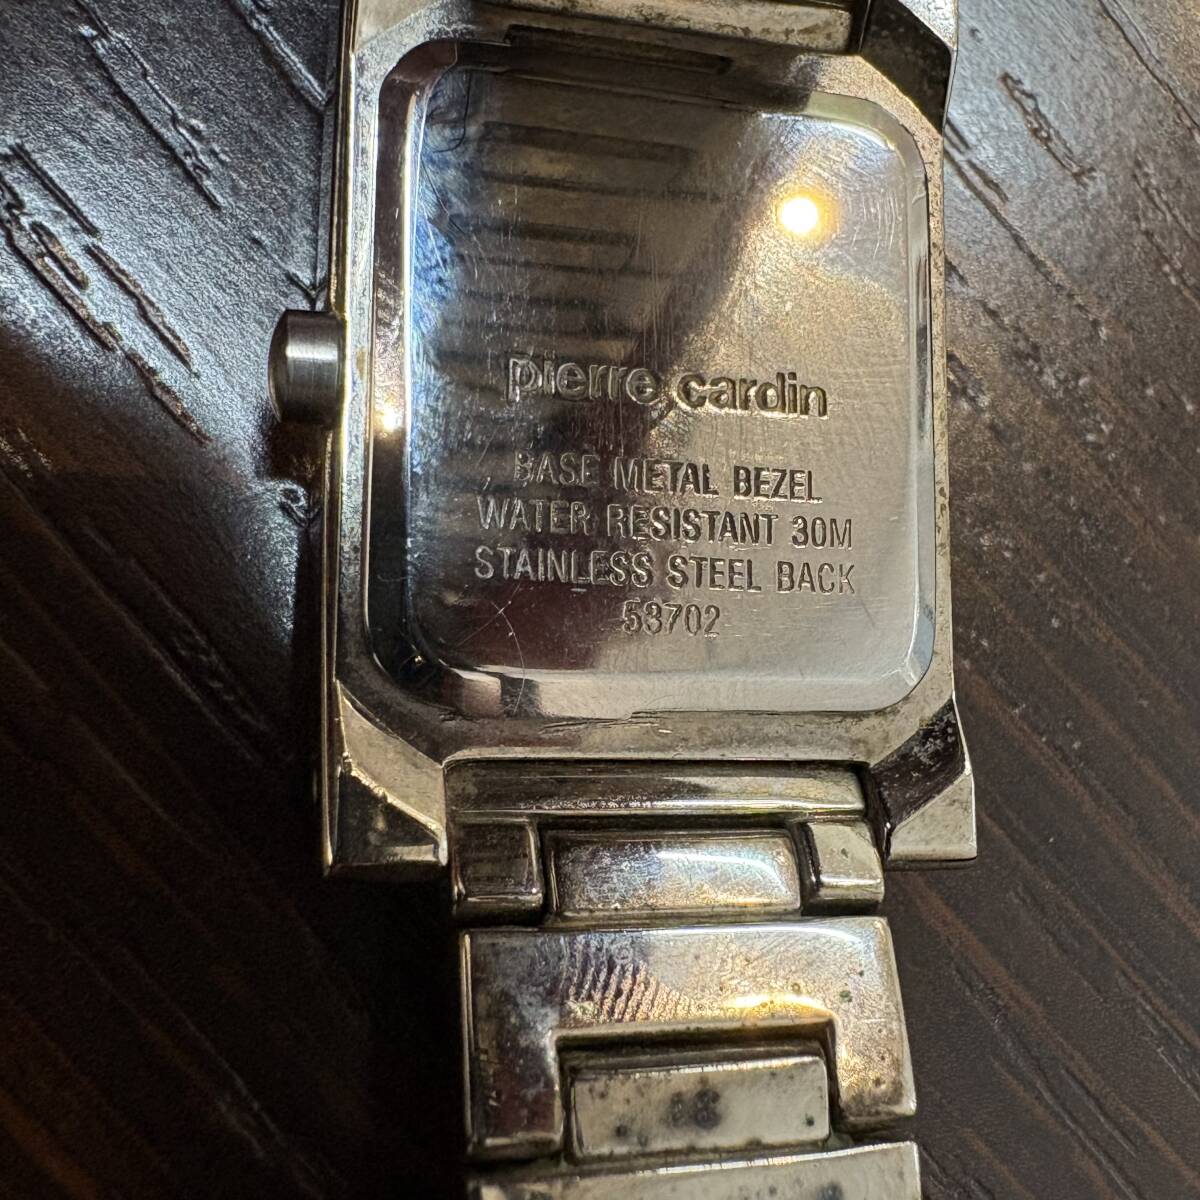 pierre cardin
BASE METAL BEZEL
WATER RESISTANT 30M
STAINLESS STEEL BACK
53702